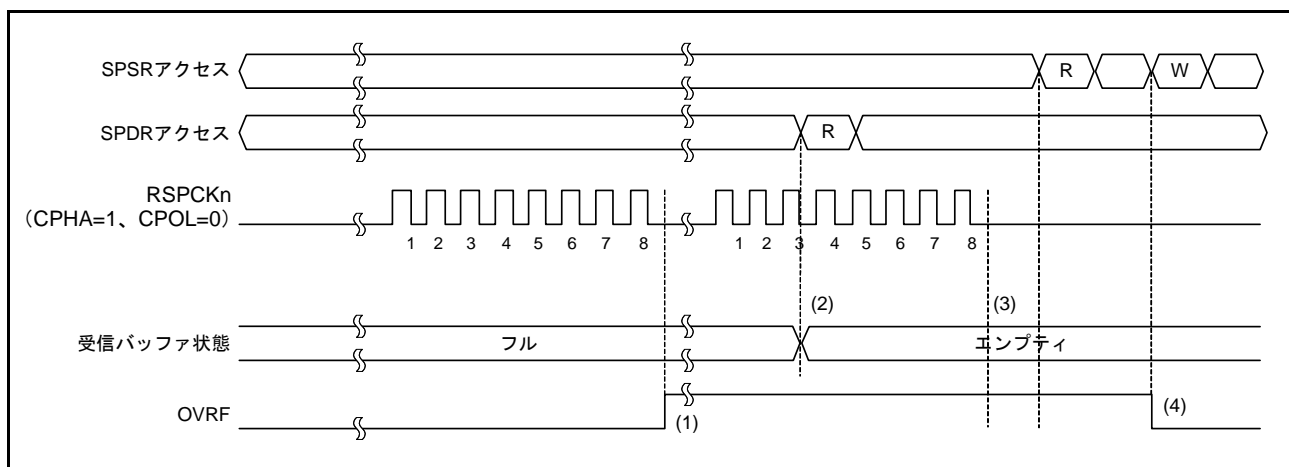 SPSRアクセス
R
W
SPDRアクセス
R
RSPCKn
（CPHA=1、CPOL=0）
1 2 3 4 5 6 7 8 1 2 3 4 5 6 7 8
(2)
(3)
受信バッファ状態
フル
エンプティ
OVRF
(1)
(4)